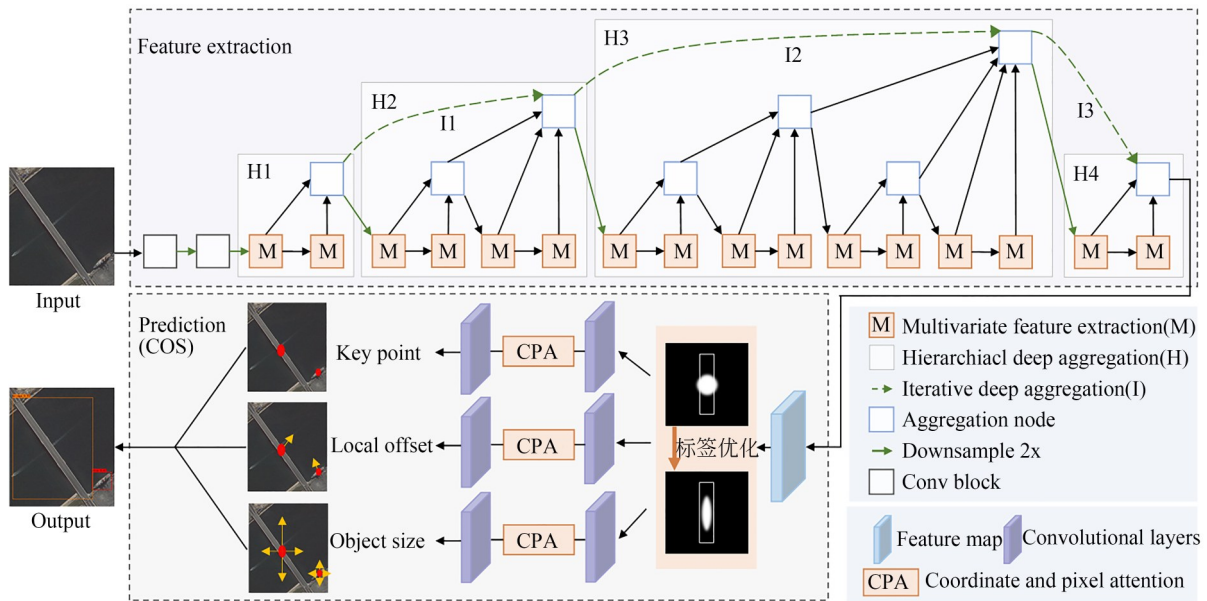 Feature extraction
H3
I2
H2
I1
I3
H1
H4
M M M M M M M M M M M M
Input
Prediction
(COS)
Key point
CPA
Local offset
CPA
标签优化
Object size
CPA
Output
M Multivariate feature extraction(M)
Hierarchiacl deep aggregation(H)
Iterative deep aggregation(I)
Aggregation node
Downsample 2x
Conv block
Feature map
Convolutional layers
CPA Coordinate and pixel attention